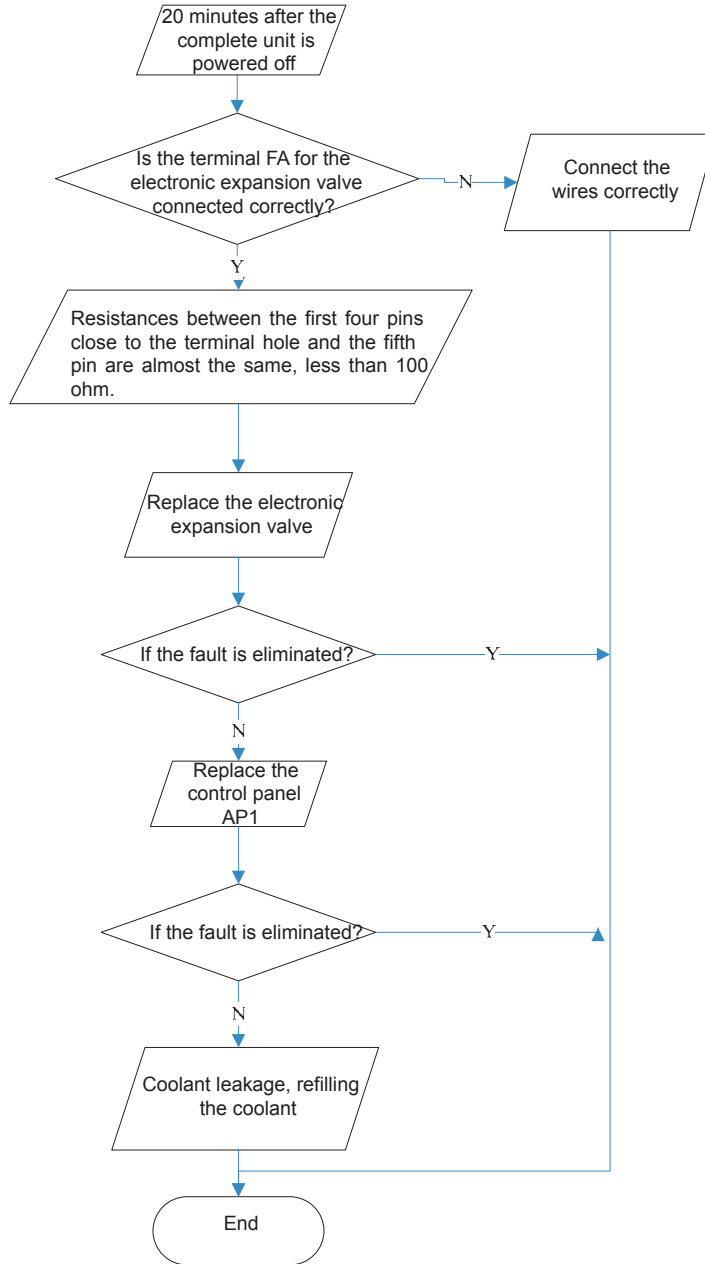 20 minutes after the
complete unit is
powered off
Is the terminal FA for the
electronic expansion valve
connected correctly?
N
Connect the
wires correctly
Y
Resistances between the first four pins
close to the terminal hole and the fifth
pin are almost the same, less than 100
ohm.
Replace the electronic
expansion valve
If the fault is eliminated?
Y
N
Replace the
control panel
AP1
If the fault is eliminated?
Y
N
Coolant leakage, refilling
the coolant
End